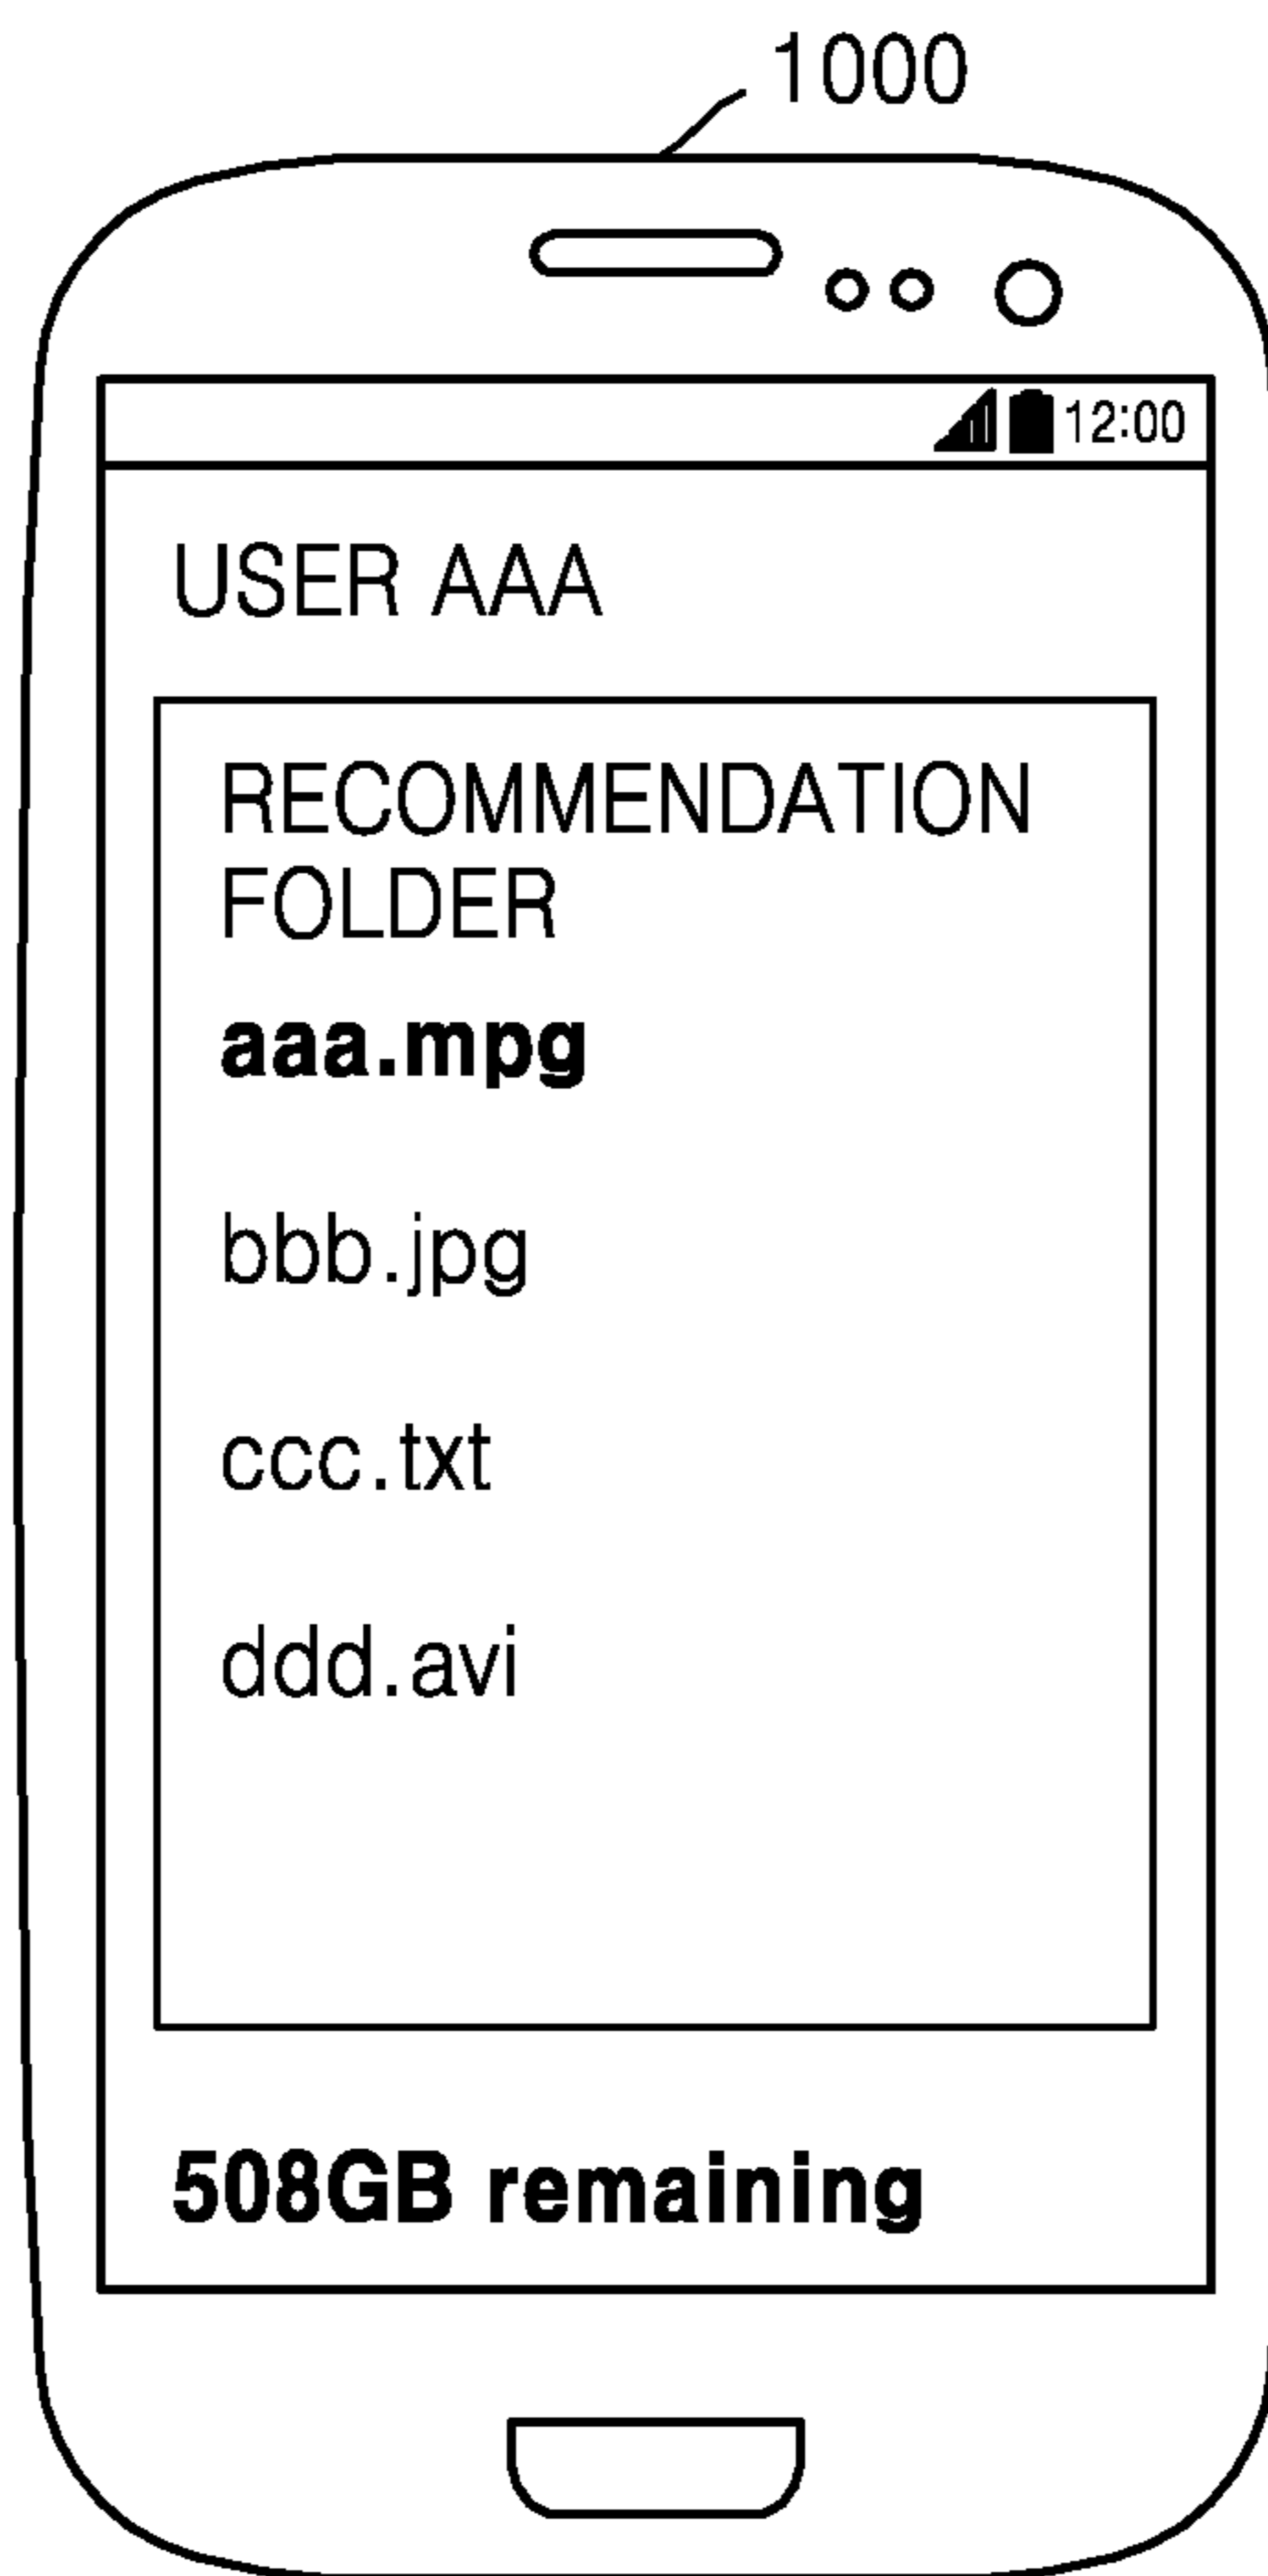 1000
12:00
USER AAA
RECOMMENDATION
FOLDER
aaa.mpg
bbb.jpg
ccc.txt
ddd.avi
508GB remaining